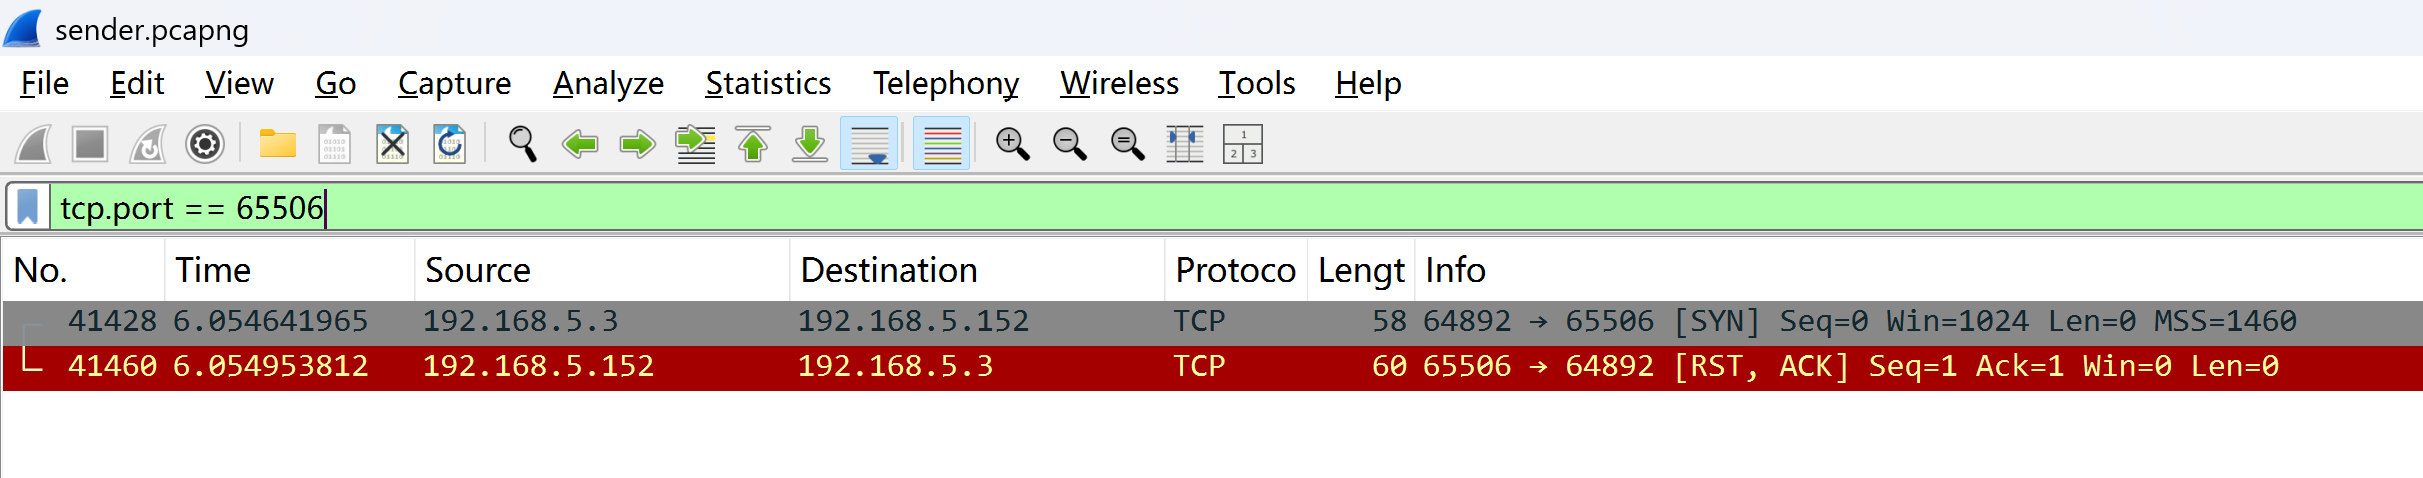 sender.pcapng
File Edit View Go Capture Analyze Statistics Telephony Wireless Tools Help
tcp.port == 65506
No. Time Source Destination Protoco Lengt Info
41428 6.054641965 192.168.5.3 192.168.5.152 TCP 58 64892 → 65506 [SYN] Seq=0 Win=1024 Len=0 MSS=1460
41460 6.054953812 192.168.5.152 192.168.5.3 TCP 60 65506 → 64892 [RST, ACK] Seq=1 Ack=1 Win=0 Len=0